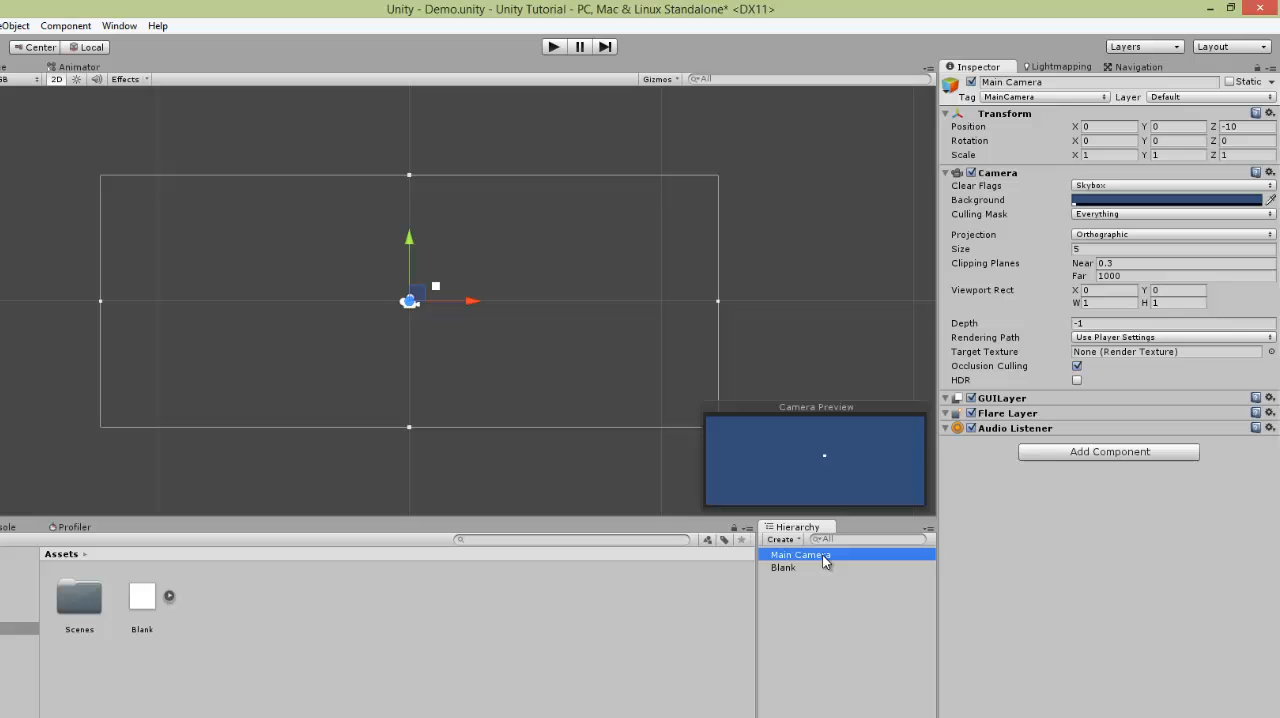 Unity - Demo.unity - Unity Tutorial - PC, Mac & Linux Standalone* <DX11>
eObject Component Window Help
Center Local Layers Layout
e Animator
GB 2D Effects Gizmos All
Inspector Lightmapping Navigation
Main Camera Static
Tag MainCamera Layer Default
Transform
Position X 0 Y 0 Z -10
Rotation X 0 Y 0 Z 0
Scale X 1 Y 1 Z 1
Camera
Clear Flags Skybox
Background
Culling Mask Everything
Projection Orthographic
Size 5
Clipping Planes Near 0.3
Far 1000
Viewport Rect X 0 Y 0
W 1 H 1
Depth -1
Rendering Path Use Player Settings
Target Texture None (Render Texture)
Occlusion Culling
HDR
GUILayer
Flare Layer
Audio Listener
Add Component
Camera Preview
sole Profiler
Assets
Scenes
Blank
Hierarchy
Create All
Main Camera
Blank